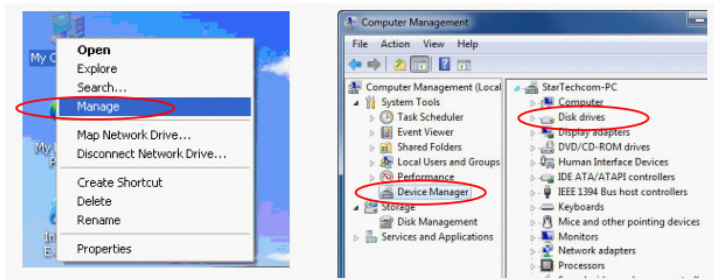 My C
Open
Explore
Search...
Manage
Map Network Drive...
Disconnect Network Drive...
Create Shortcut
Delete
Rename
Properties
Computer Management
File Action View Help
Computer Management (Local
System Tools
Task Scheduler
Event Viewer
Shared Folders
Local Users and Groups
Performance
Device Manager
Storage
Disk Management
Services and Applications
StarTechcom-PC
Computer
Disk drives
Display adapters
DVD/CD-ROM drives
Human Interface Devices
IDE ATA/ATAPI controllers
IEEE 1394 Bus host controllers
Keyboards
Mice and other pointing devices
Monitors
Network adapters
Processors